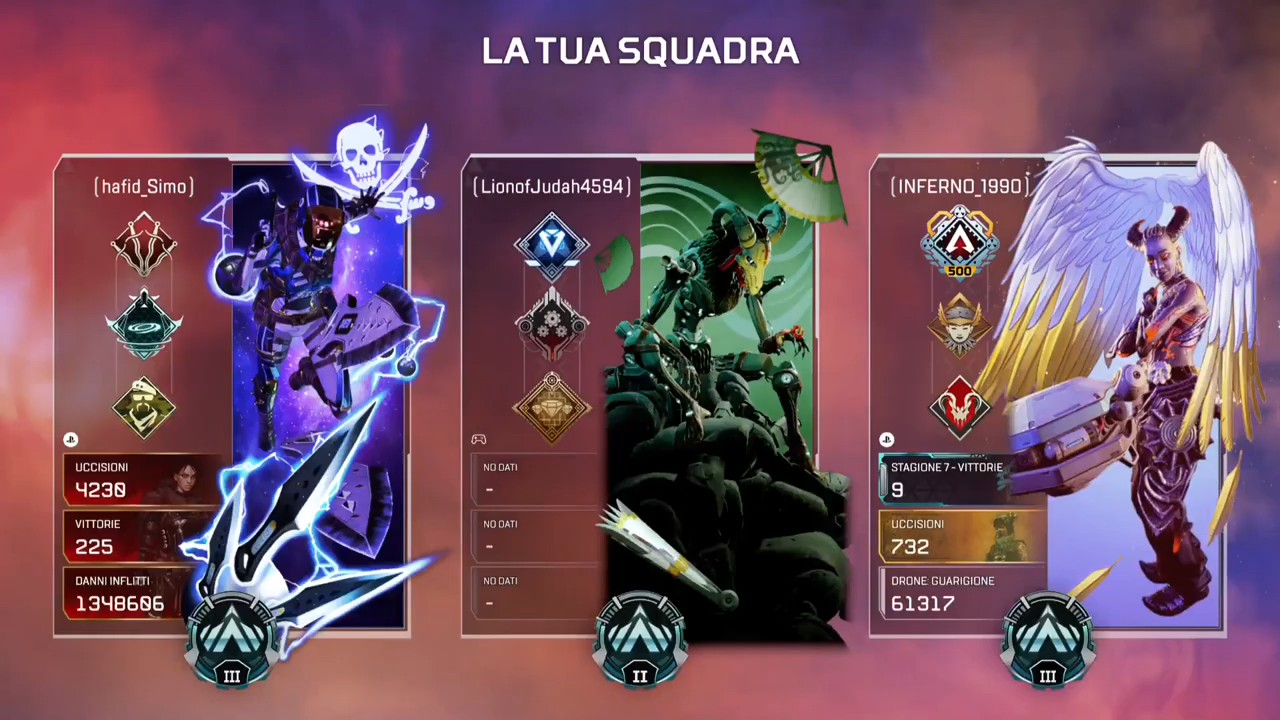 LA TUA SQUADRA
(hafid_Simo)
UCCISIONI
4230
VITTORIE
225
DANNI INFLITTI
1348606
III
(LionofJudah4594)
NO DATI
-
NO DATI
-
NO DATI
-
II
(INFERNO_1990)
500
STAGIONE 7 - VITTORIE
9
UCCISIONI
732
DRONE GUARIGIONE
61317
III